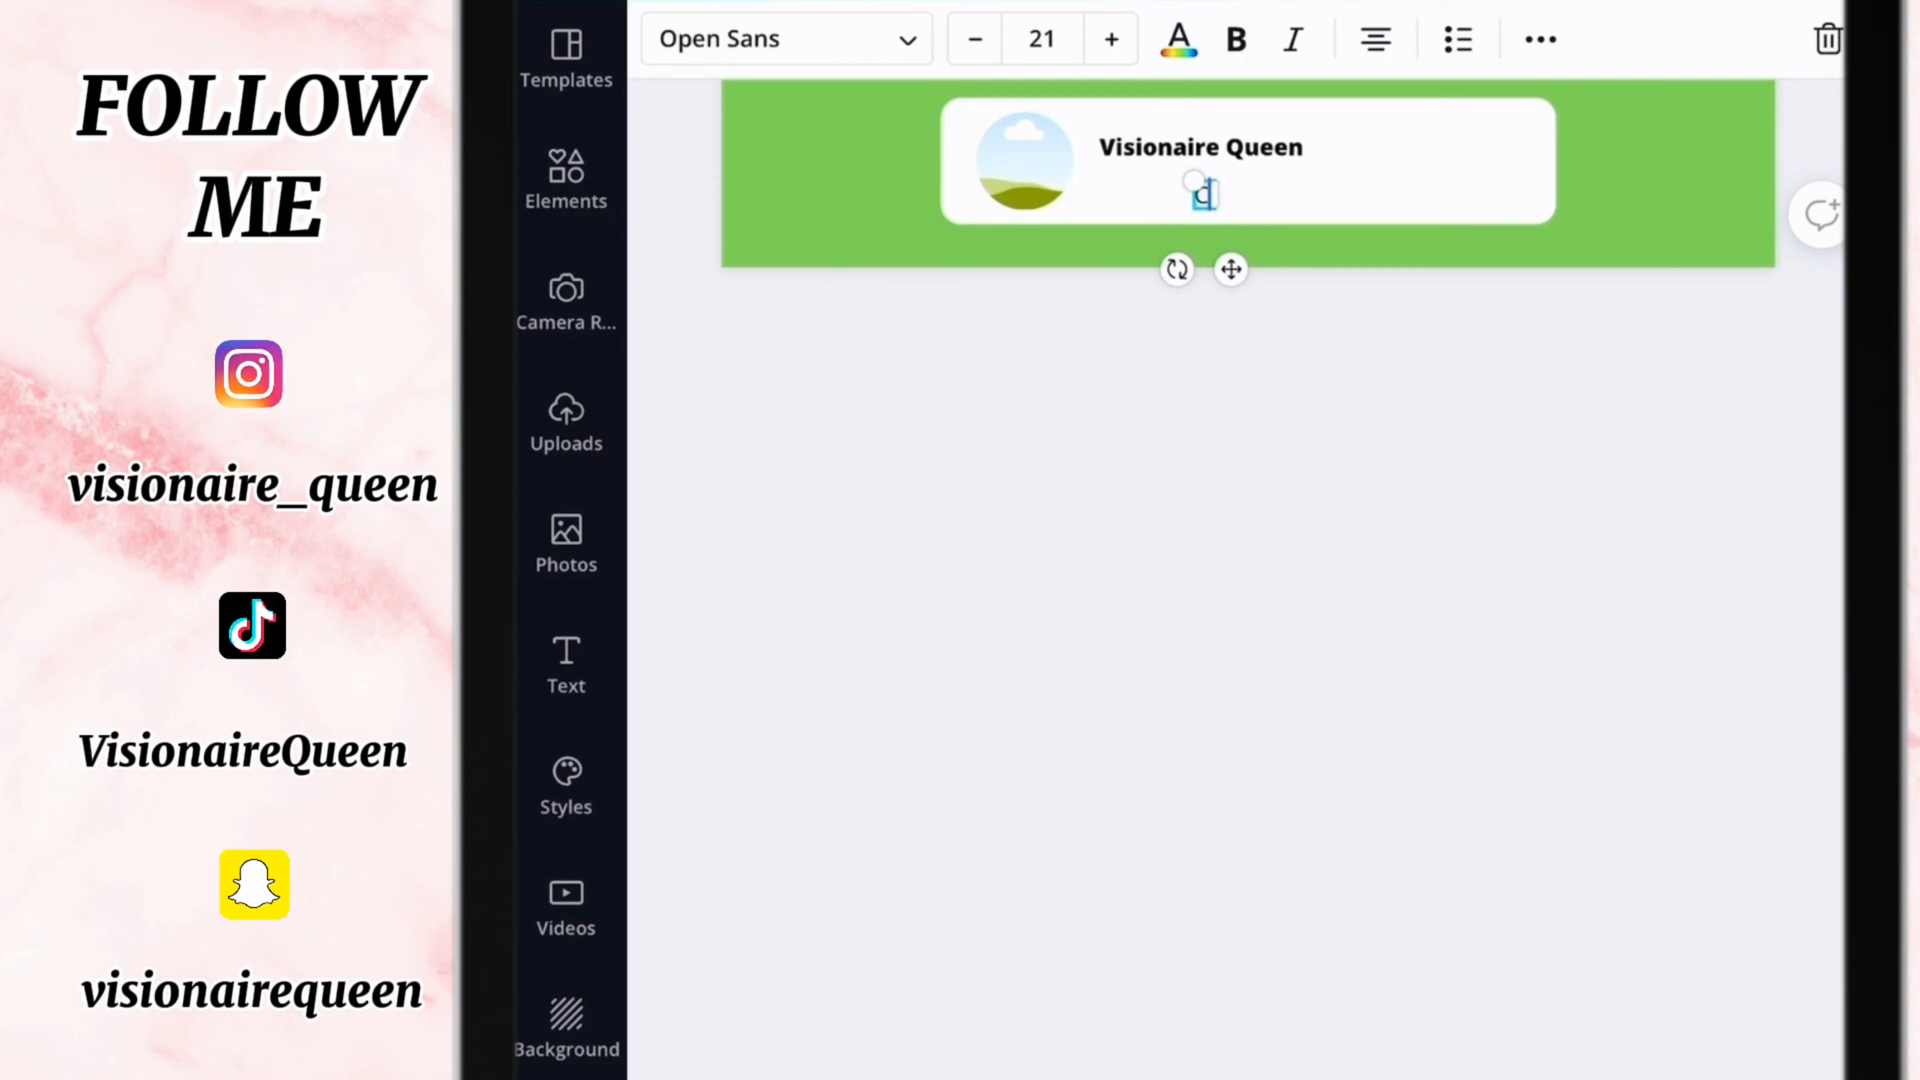 FOLLOW
ME
visionaire_queen
VisionaireQueen
visionairequeen
Templates
Elements
Camera R...
Uploads
Photos
Text
Styles
Videos
Background
Open Sans
21
A B I
Visionaire Queen